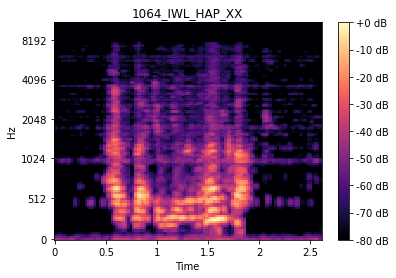 1064_IWL_HAP_XX
8192
4096
2048
1024
512
0
Hz
0
0.5
1
1.5
2
2.5
Time
+0 dB
-10 dB
-20 dB
-30 dB
-40 dB
-50 dB
-60 dB
-70 dB
-80 dB